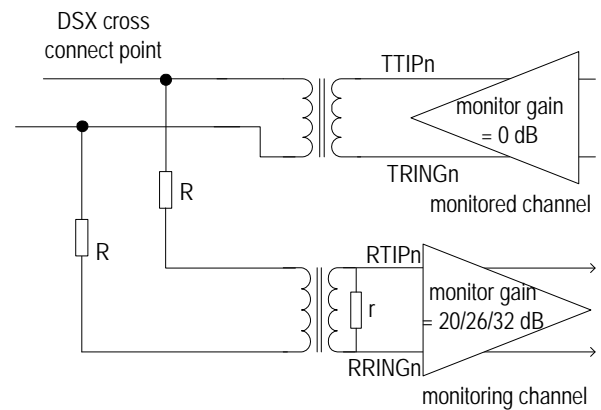 DSX cross
connect point
TTIPn
monitor gain
= 0 dB
TRINGn
monitored channel
R
R
RTIPn
monitor gain
= 20/26/32 dB
r
RRINGn
monitoring channel